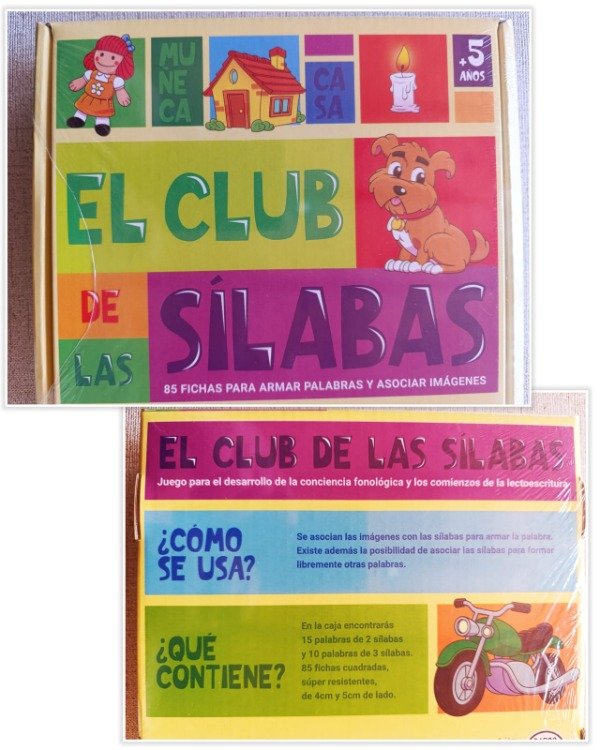 MU
ÑE
CA
CA
SA
+5
AÑOS
EL CLUB
DE
LAS
SÍLABAS
85 FICHAS PARA ARMAR PALABRAS Y ASOCIAR IMÁGENES
EL CLUB DE LAS SÍLABAS
Juego para el desarrollo de la conciencia fonológica y los comienzos de la lectoescritura
¿CÓMO
SE USA?
Se asocian las imágenes con las sílabas para armar la palabra.
Existe además la posibilidad de asociar las sílabas para formar
libremente otras palabras.
¿QUÉ
CONTIENE?
En la caja encontrarás
15 palabras de 2 sílabas
y 10 palabras de 3 sílabas.
85 fichas cuadradas,
súper resistentes,
de 4cm y 5cm de lado.